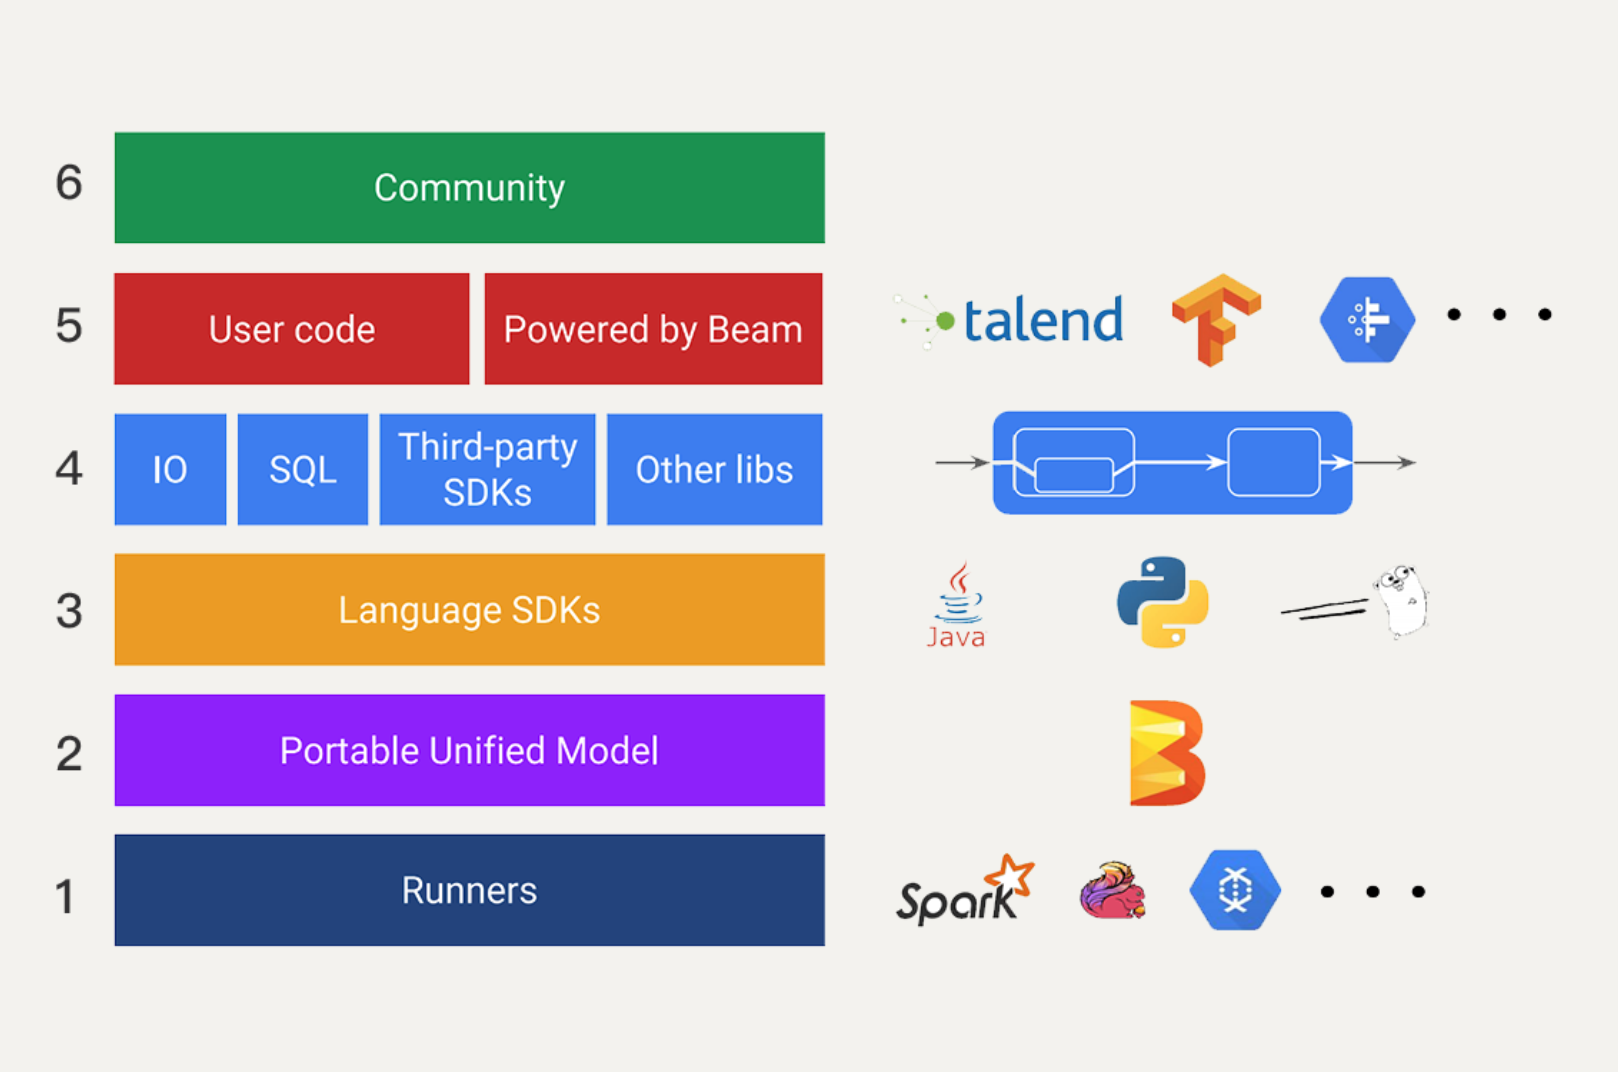 6
Community
5
User code
Powered by Beam
talend
4
IO
SQL
Third-party
SDKs
Other libs
3
Language SDKs
Java
2
Portable Unified Model
1
Runners
Spark